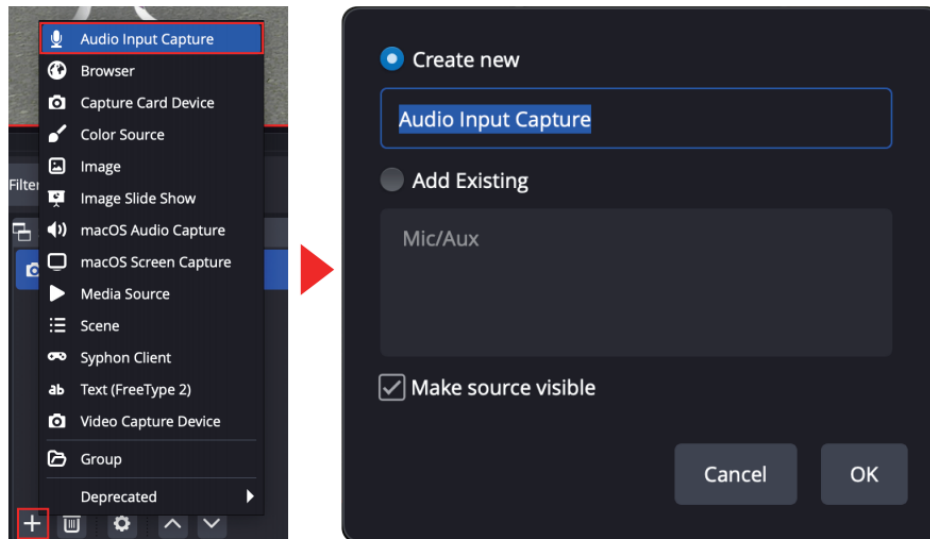 Audio Input Capture
Browser
Capture Card Device
Color Source
Image
Image Slide Show
macOS Audio Capture
macOS Screen Capture
Media Source
Scene
Syphon Client
ab Text (FreeType 2)
Video Capture Device
Group
Deprecated
Create new
Audio Input Capture
Add Existing
Mic/Aux
Make source visible
Cancel OK